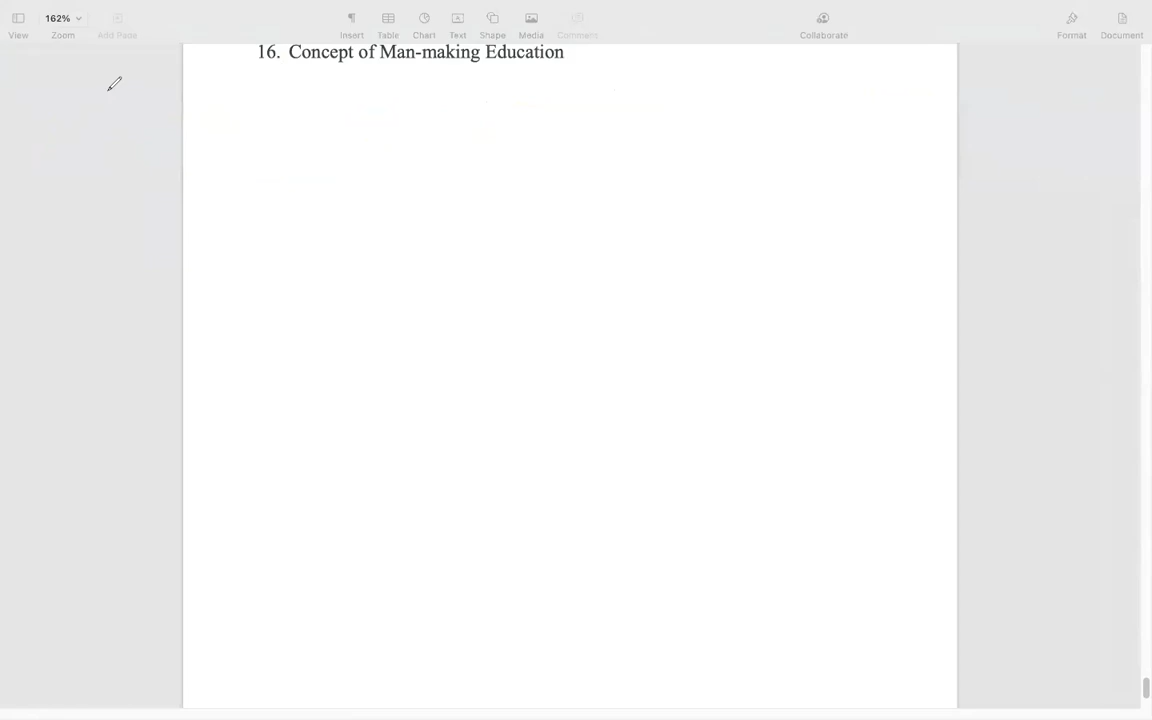 162%
View
Zoom
Add Page
Insert
Table
Chart
Text
Shape
Media
Comment
Collaborate
Format
Document
16. Concept of Man-making Education